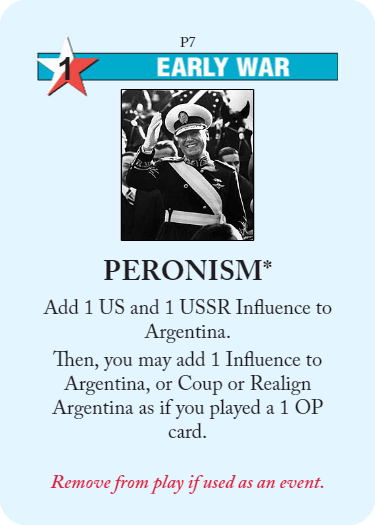 P7
1 EARLY WAR
PERONISM*
Add 1 US and 1 USSR Influence to
Argentina.
Then, you may add 1 Influence to
Argentina, or Coup or Realign
Argentina as if you played a 1 OP
card.
Remove from play if used as an event.